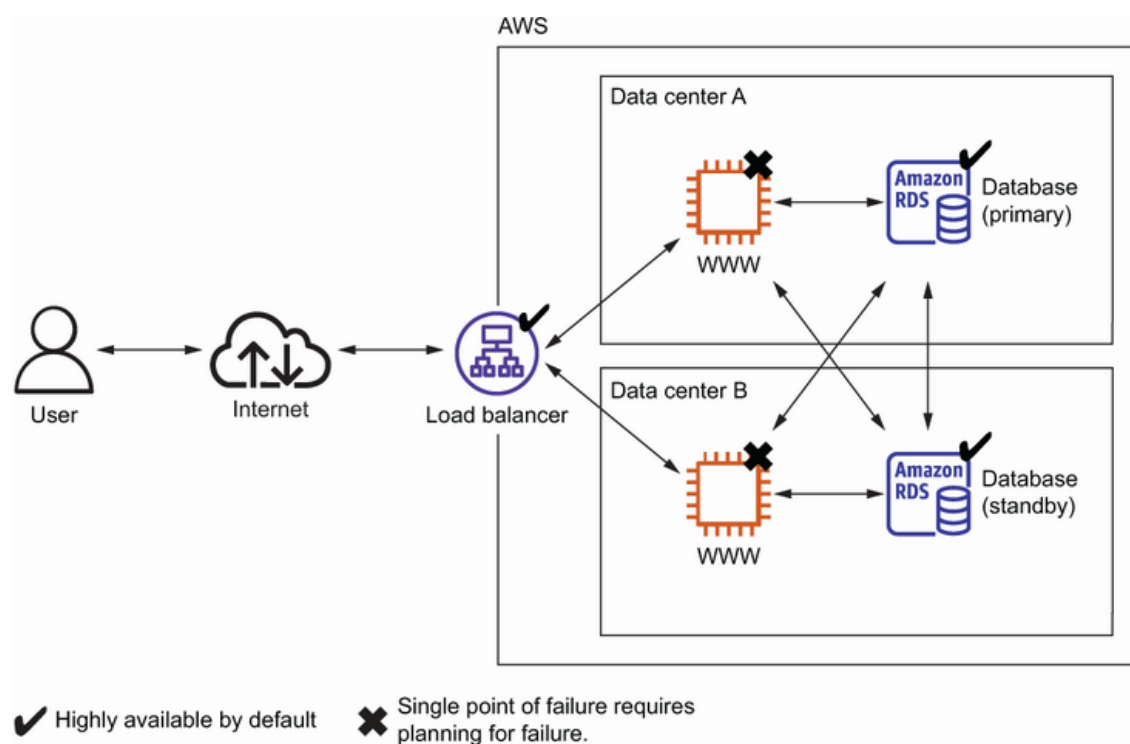 AWS
Data center A
Amazon
RDS
Database
(primary)
WWW
User
Internet
Load balancer
Data center B
Amazon
RDS
Database
(standby)
WWW
Highly available by default
Single point of failure requires
planning for failure.